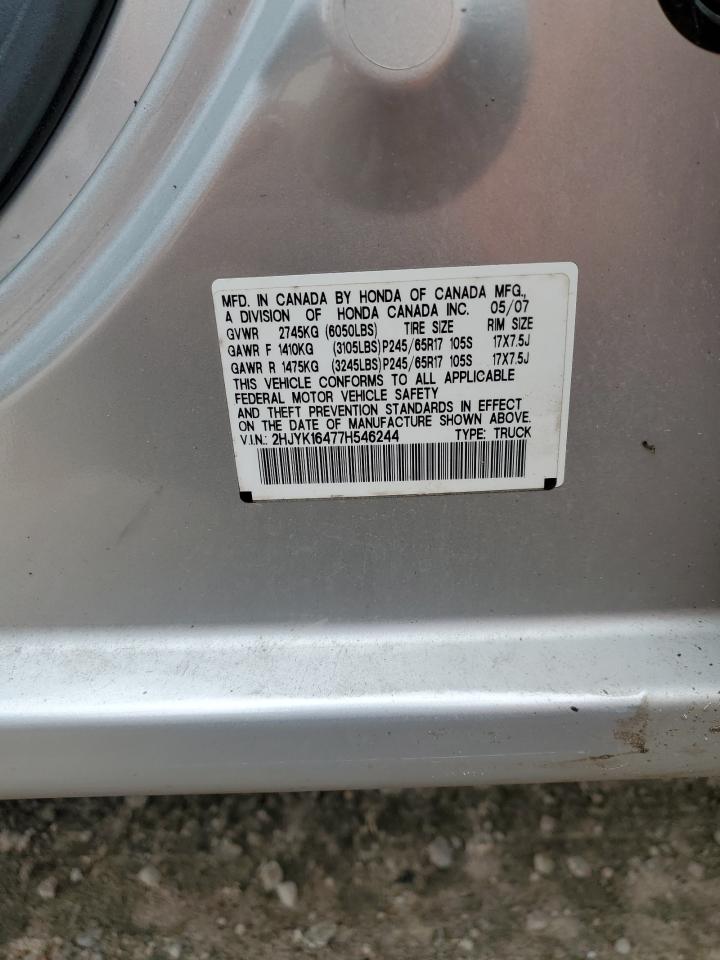 MFD. IN CANADA BY HONDA OF CANADA MFG.,
A DIVISION OF HONDA CANADA INC. 05/07
GVWR 2745KG (6050LBS) TIRE SIZE RIM SIZE
GAWR F 1410KG (3105LBS) P245/65R17 105S 17X7.5J
GAWR R 1475KG (3245LBS) P245/65R17 105S 17X7.5J
THIS VEHICLE CONFORMS TO ALL APPLICABLE
FEDERAL MOTOR VEHICLE SAFETY
AND THEFT PREVENTION STANDARDS IN EFFECT
ON THE DATE OF MANUFACTURE SHOWN ABOVE.
V.I.N.: 2HJYK16477H546244 TYPE: TRUCK